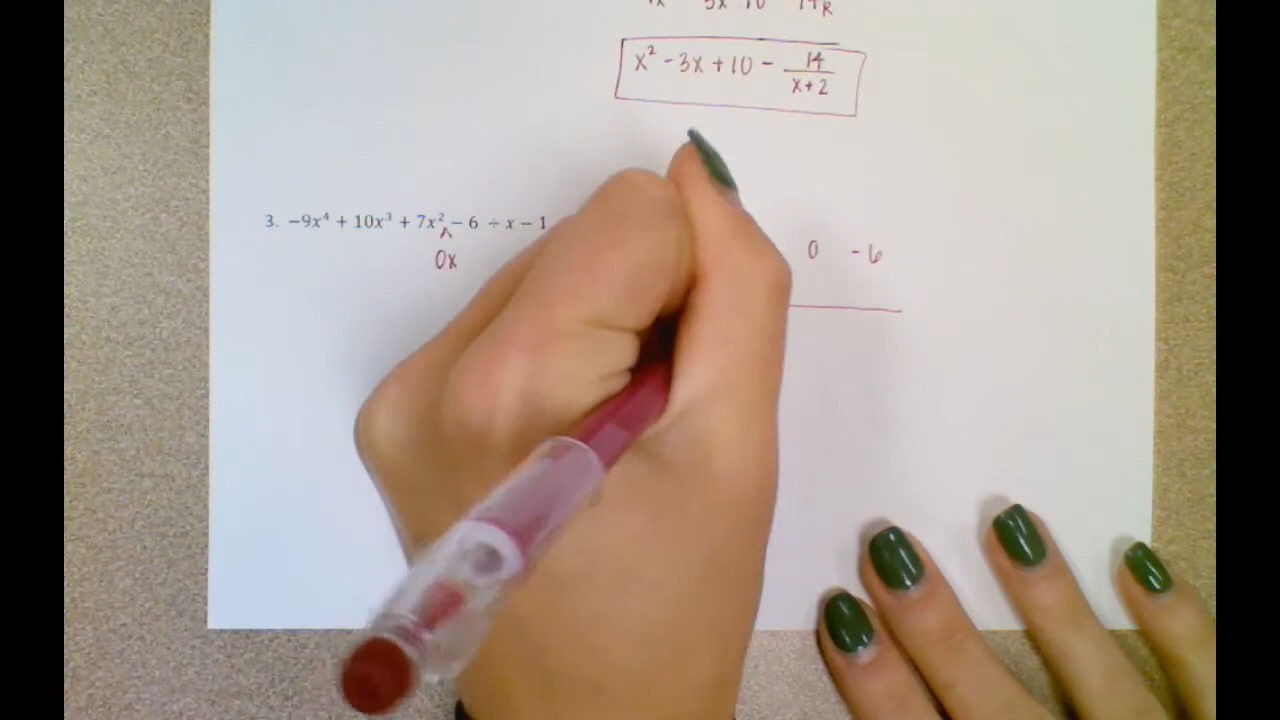 x² - 3x + 10 - 14/(x+2)
3. −9x⁴ + 10x³ + 7x² − 6 ÷ x − 1
0 -6
0x